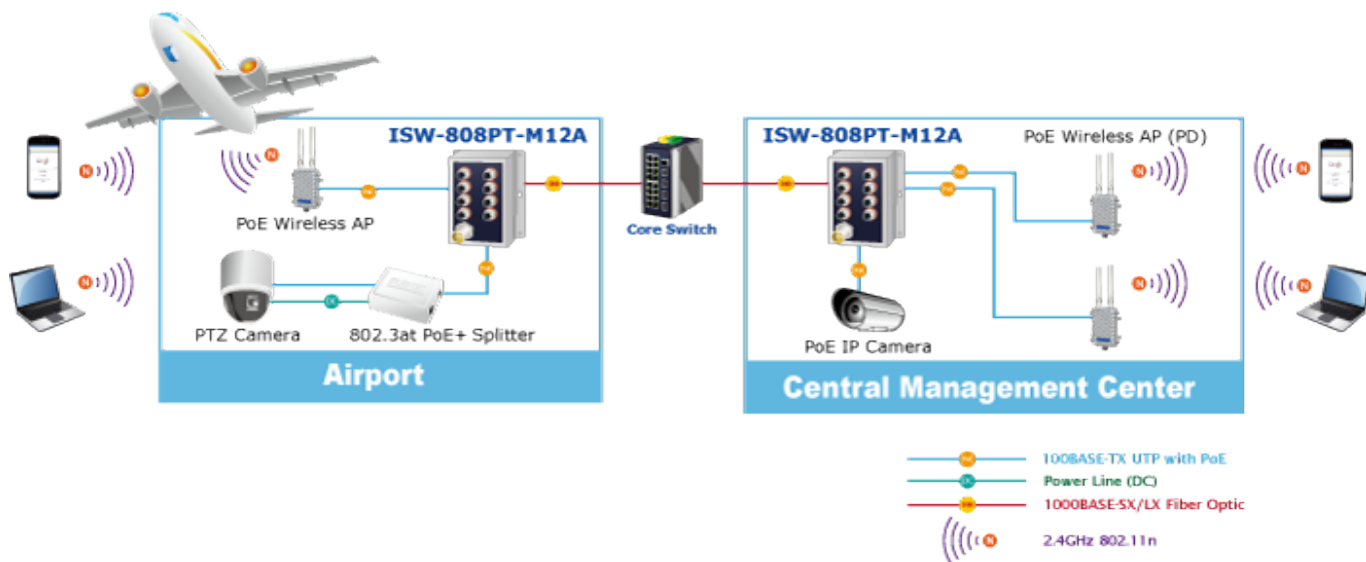 ISW-808PT-M12A
PoE Wireless AP
PTZ Camera
802.3at PoE+ Splitter
Airport
Core Switch
ISW-808PT-M12A
PoE Wireless AP (PD)
PoE IP Camera
Central Management Center
100BASE-TX UTP with PoE
Power Line (DC)
1000BASE-SX/LX Fiber Optic
N
2.4GHz 802.11n